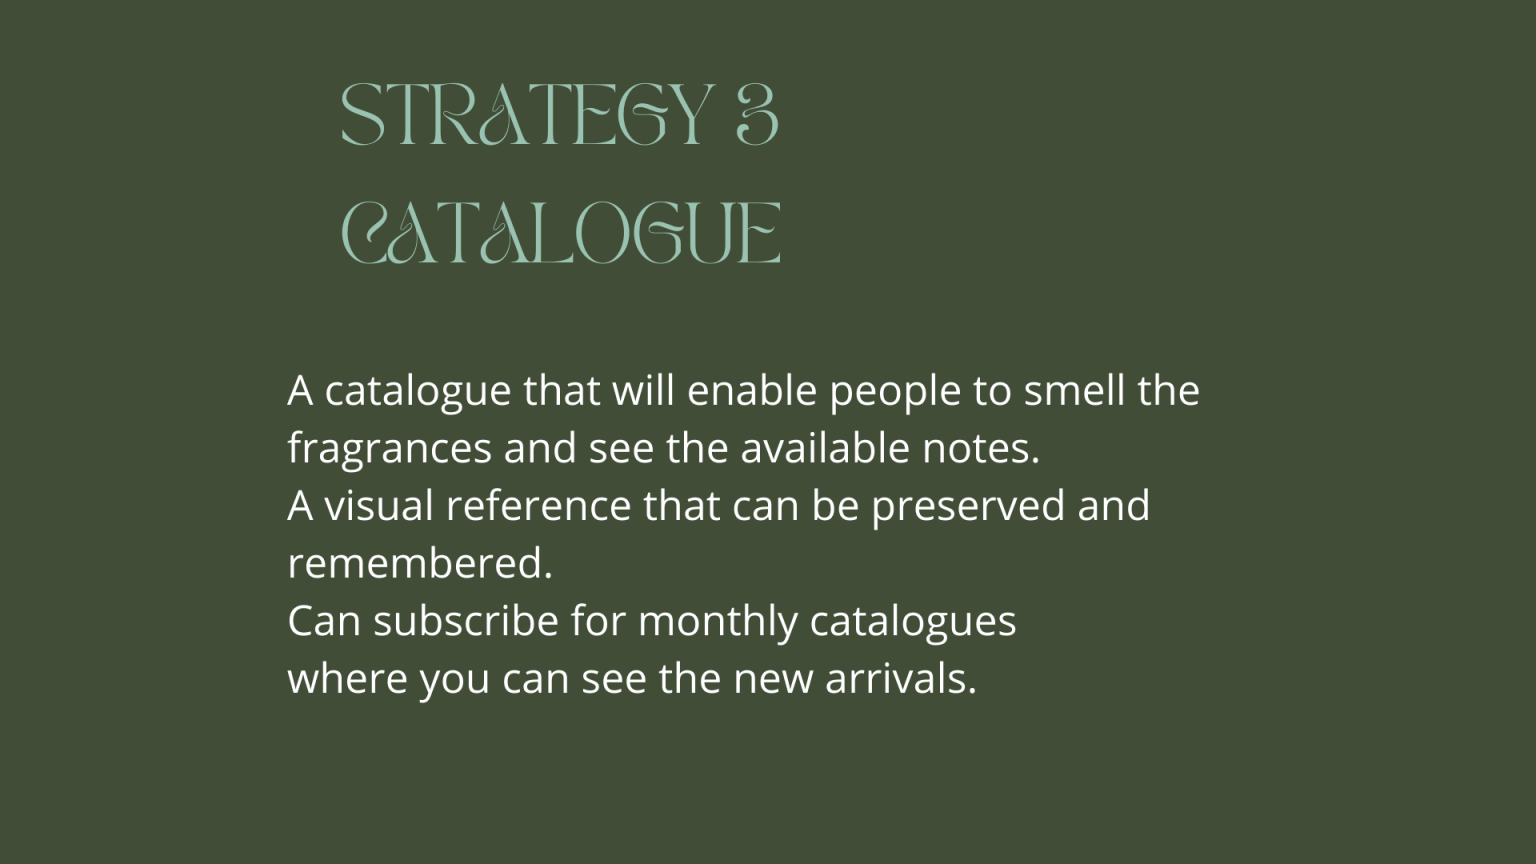 STRATEGY 3
CATALOGUE
A catalogue that will enable people to smell the
fragrances and see the available notes.
A visual reference that can be preserved and
remembered.
Can subscribe for monthly catalogues
where you can see the new arrivals.